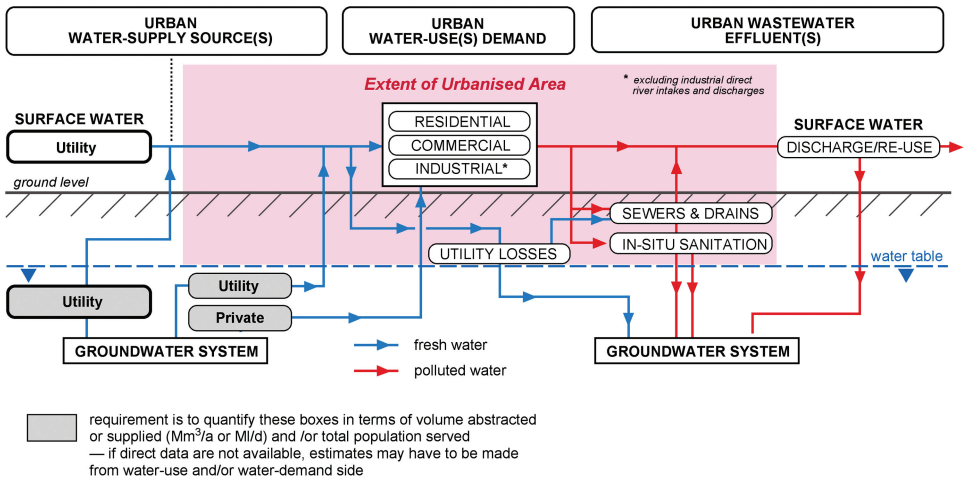 URBAN
WATER-SUPPLY SOURCE(S)
URBAN
WATER-USE(S) DEMAND
URBAN WASTEWATER
EFFLUENT(S)
Extent of Urbanised Area
* excluding industrial direct
river intakes and discharges
SURFACE WATER
Utility
RESIDENTIAL
COMMERCIAL
INDUSTRIAL*
SURFACE WATER
DISCHARGE/RE-USE
ground level
SEWERS & DRAINS
UTILITY LOSSES
IN-SITU SANITATION
water table
Utility
Utility
Private
GROUNDWATER SYSTEM
GROUNDWATER SYSTEM
fresh water
polluted water
requirement is to quantify these boxes in terms of volume abstracted
or supplied (Mm³/a or Ml/d) and /or total population served
— if direct data are not available, estimates may have to be made
from water-use and/or water-demand side